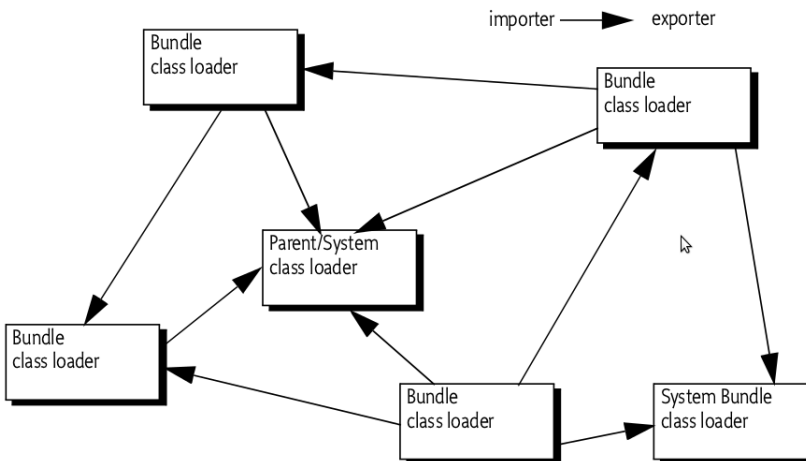 importer exporter
Bundle
class loader
Bundle
class loader
Parent/System
class loader
Bundle
class loader
Bundle
class loader
System Bundle
class loader